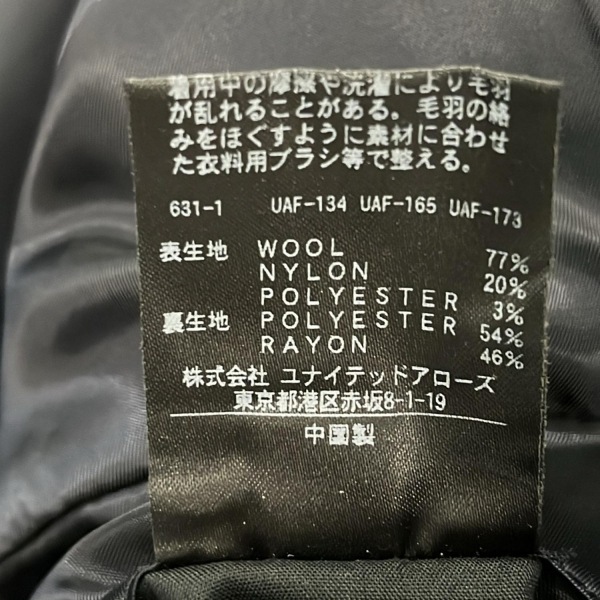 着用中の摩擦や洗濯により毛羽
が乱れることがある。毛羽の絡
みをほぐすように素材に合わせ
た衣料用ブラシ等で整える。
631-1 UAF-134 UAF-165 UAF-173
表生地 WOOL 77%
NYLON 20%
POLYESTER 3%
裏生地 POLYESTER 54%
RAYON 46%
株式会社 ユナイテッドアローズ
東京都港区赤坂8-1-19
中国製